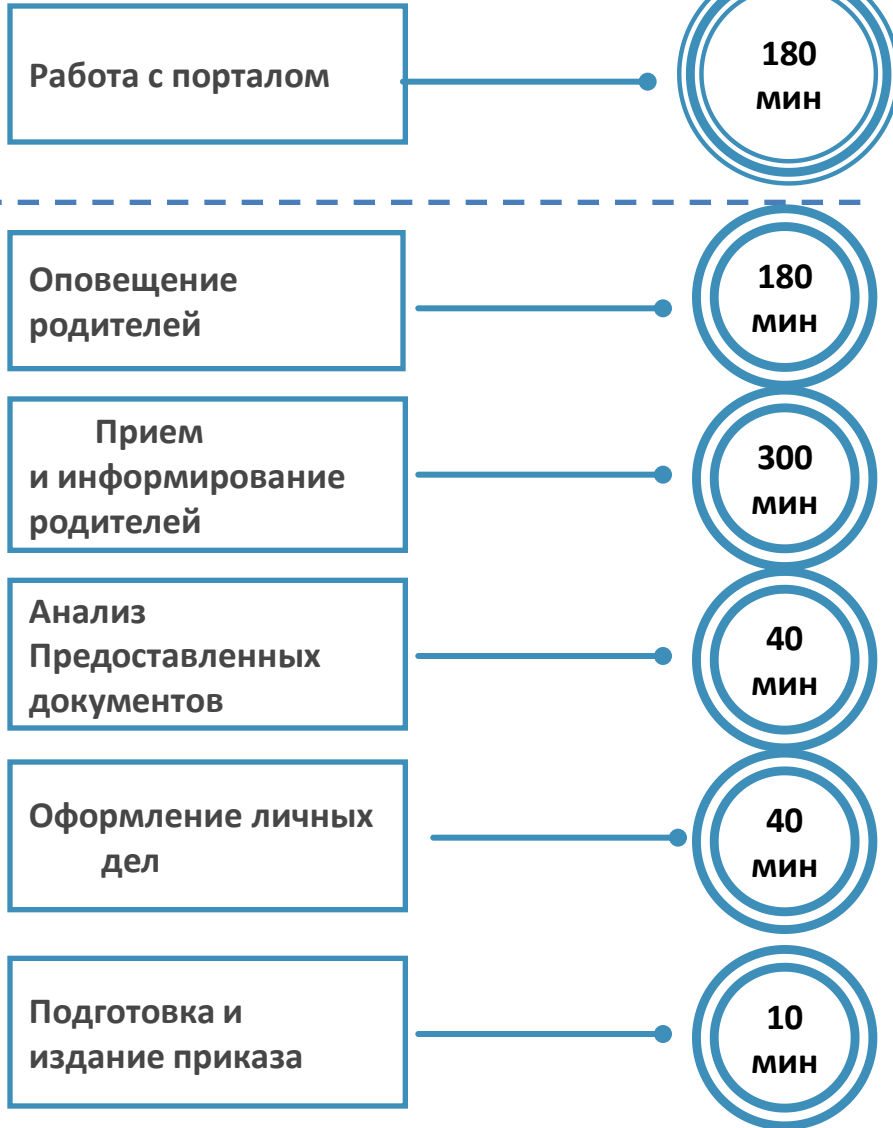 Работа с порталом
180
мин
Оповещение
родителей
180
мин
Прием
и информирование
родителей
300
мин
Анализ
Предоставленных
документов
40
мин
Оформление личных
дел
40
мин
Подготовка и
издание приказа
10
мин